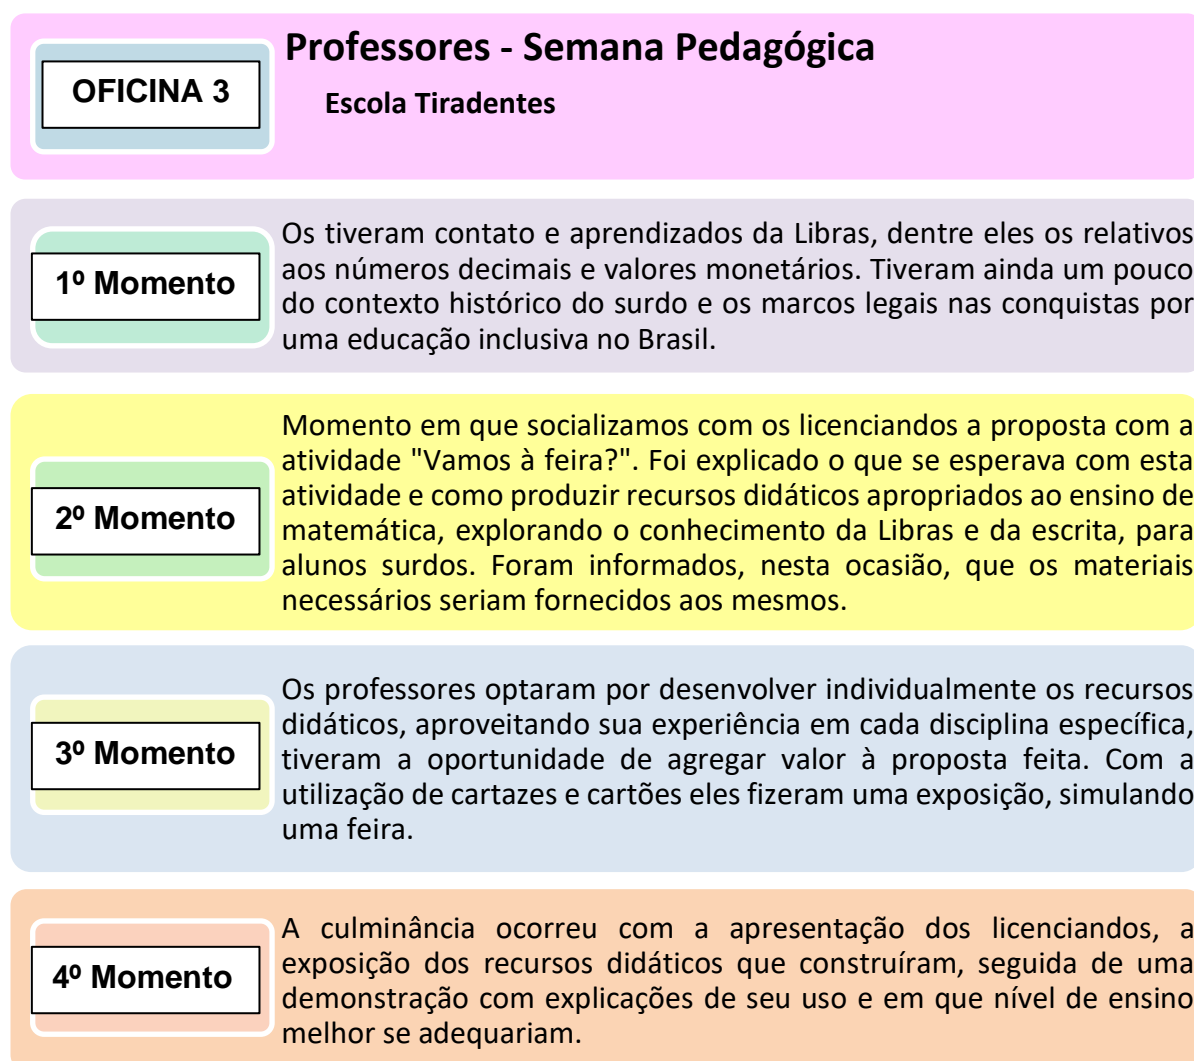 OFICINA 3
Professores - Semana Pedagógica
Escola Tiradentes
1º Momento
Os tiveram contato e aprendizados da Libras, dentre eles os relativos
aos números decimais e valores monetários. Tiveram ainda um pouco
do contexto histórico do surdo e os marcos legais nas conquistas por
uma educação inclusiva no Brasil.
2º Momento
Momento em que socializamos com os licenciandos a proposta com a
atividade "Vamos à feira?". Foi explicado o que se esperava com esta
atividade e como produzir recursos didáticos apropriados ao ensino de
matemática, explorando o conhecimento da Libras e da escrita, para
alunos surdos. Foram informados, nesta ocasião, que os materiais
necessários seriam fornecidos aos mesmos.
3º Momento
Os professores optaram por desenvolver individualmente os recursos
didáticos, aproveitando sua experiência em cada disciplina específica,
tiveram a oportunidade de agregar valor à proposta feita. Com a
utilização de cartazes e cartões eles fizeram uma exposição, simulando
uma feira.
4º Momento
A culminância ocorreu com a apresentação dos licenciandos, a
exposição dos recursos didáticos que construíram, seguida de uma
demonstração com explicações de seu uso e em que nível de ensino
melhor se adequariam.